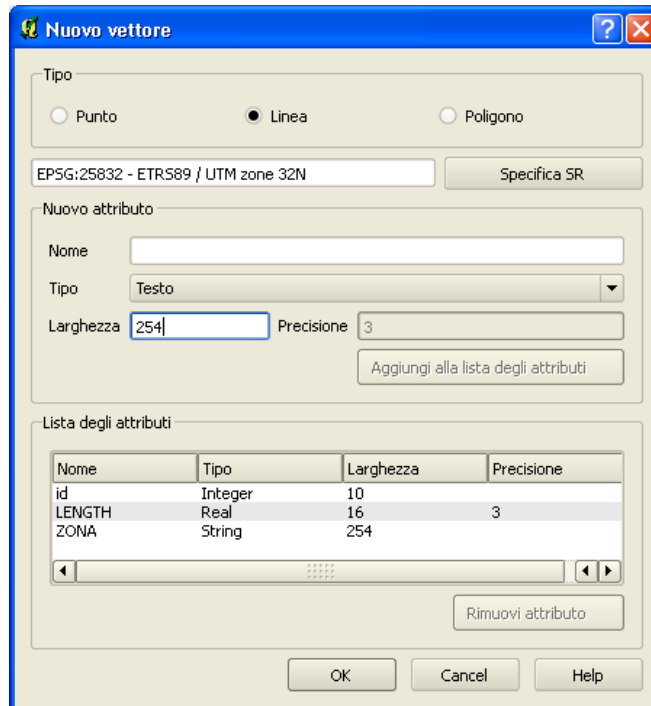 Nuovo vettore
Tipo
Punto Linea Poligono
EPSG:25832 - ETRS89 / UTM zone 32N Specifica SR
Nuovo attributo
Nome
Tipo Testo
Larghezza 254 Precisione 3
Aggiungi alla lista degli attributi
Lista degli attributi
Nome Tipo Larghezza Precisione
id Integer 10
LENGTH Real 16 3
ZONA String 254
Rimuovi attributo
OK Cancel Help